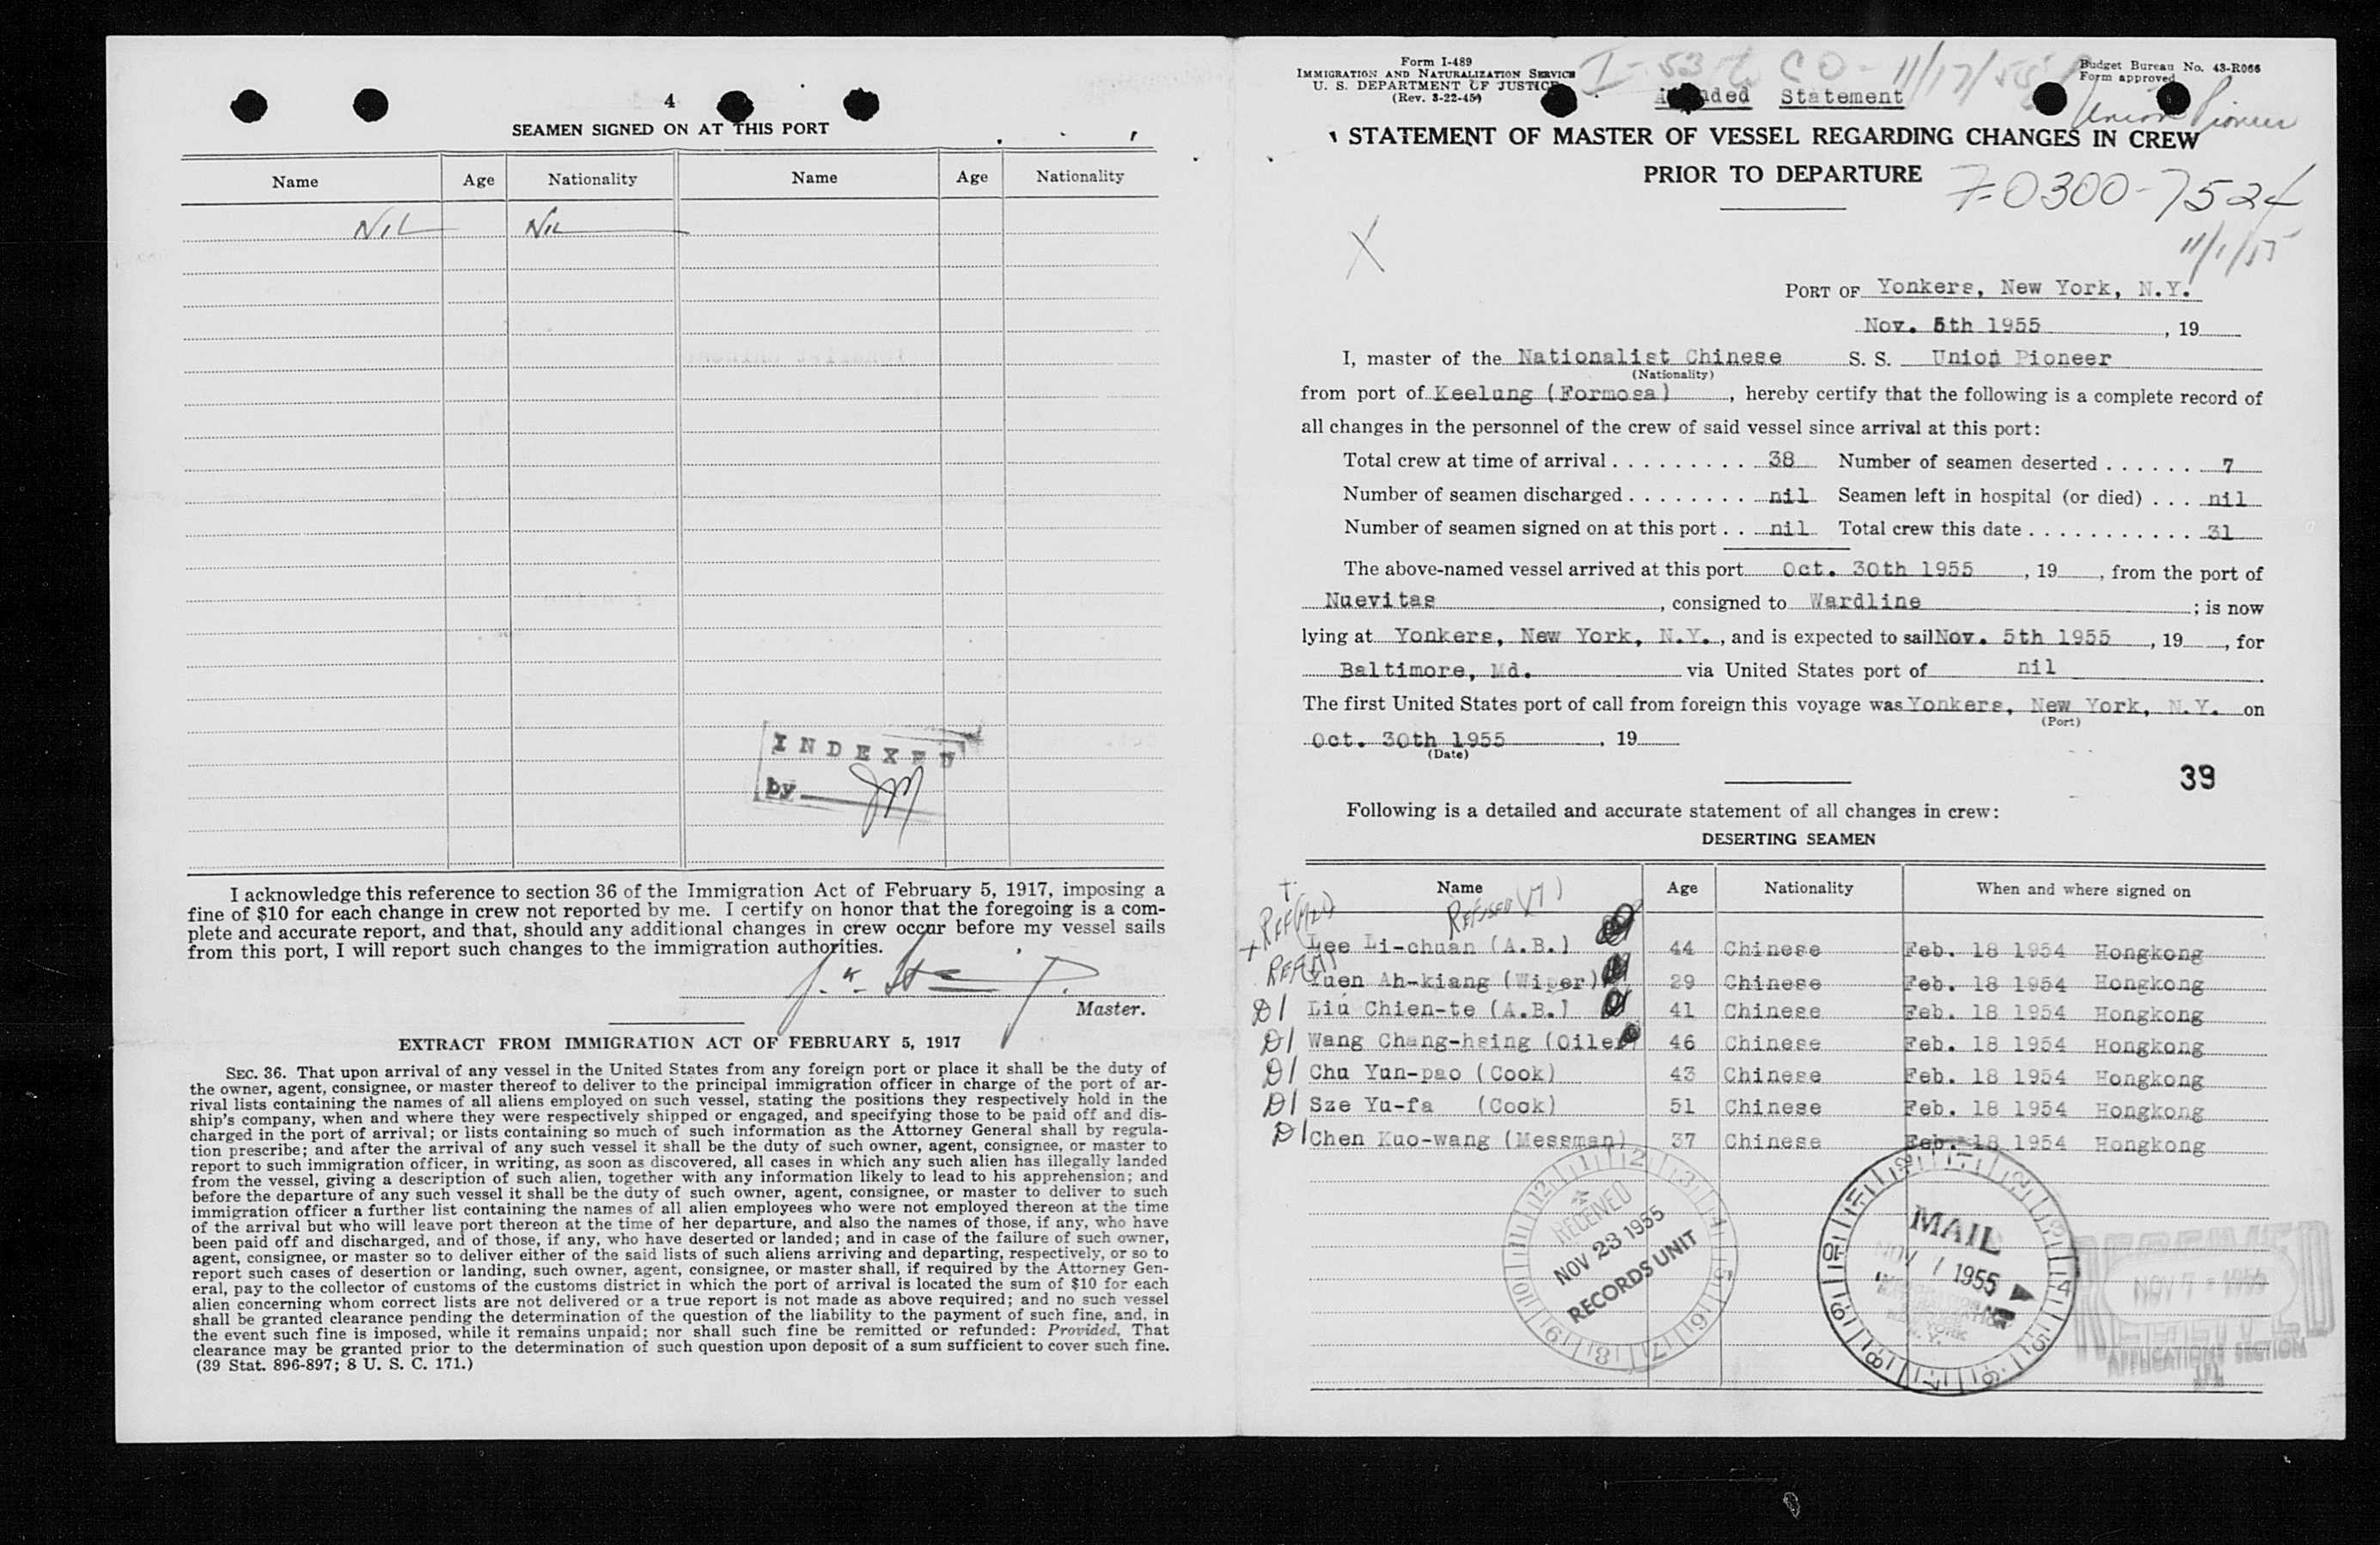 4
SEAMEN SIGNED ON AT THIS PORT
Name Age Nationality Name Age Nationality
Nil Nil
INDEXED
by JM
I acknowledge this reference to section 36 of the Immigration Act of February 5, 1917, imposing a
fine of $10 for each change in crew not reported by me. I certify on honor that the foregoing is a com-
plete and accurate report, and that, should any additional changes in crew occur before my vessel sails
from this port, I will report such changes to the immigration authorities.
Master.
EXTRACT FROM IMMIGRATION ACT OF FEBRUARY 5, 1917
SEC. 36. That upon arrival of any vessel in the United States from any foreign port or place it shall be the duty of
the owner, agent, consignee, or master thereof to deliver to the principal immigration officer in charge of the port of ar-
rival lists containing the names of all aliens employed on such vessel, stating the positions they respectively hold in the
ship's company, when and where they were respectively shipped or engaged, and specifying those to be paid off and dis-
charged in the port of arrival; or lists containing so much of such information as the Attorney General shall by regula-
tion prescribe; and after the arrival of any such vessel it shall be the duty of such owner, agent, consignee, or master to
report to such immigration officer, in writing, as soon as discovered, all cases in which any such alien has illegally landed
from the vessel, giving a description of such alien, together with any information likely to lead to his apprehension; and
before the departure of any such vessel it shall be the duty of such owner, agent, consignee, or master to deliver to such
immigration officer a further list containing the names of all alien employees who were not employed thereon at the time
of the arrival but who will leave port thereon at the time of her departure, and also the names of those, if any, who have
been paid off and discharged, and of those, if any, who have deserted or landed; and in case of the failure of such owner,
agent, consignee, or master so to deliver either of the said lists of such aliens arriving and departing, respectively, or so to
report such cases of desertion or landing, such owner, agent, consignee, or master shall, if required by the Attorney Gen-
eral, pay to the collector of customs of the customs district in which the port of arrival is located the sum of $10 for each
alien concerning whom correct lists are not delivered or a true report is not made as above required; and no such vessel
shall be granted clearance pending the determination of the question of the liability to the payment of such fine, and, in
the event such fine is imposed, while it remains unpaid; nor shall such fine be remitted or refunded: Provided, That
clearance may be granted prior to the determination of such question upon deposit of a sum sufficient to cover such fine.
(39 Stat. 896-897; 8 U. S. C. 171.)
Form I-489
IMMIGRATION AND NATURALIZATION SERVICE
U. S. DEPARTMENT OF JUSTICE
(Rev. 3-22-45)
I-53 CO - 11/17/55
Budget Bureau No. 43-R066
Form approved
Amended Statement
Union Pioneer
STATEMENT OF MASTER OF VESSEL REGARDING CHANGES IN CREW
PRIOR TO DEPARTURE
7-0300-7524
11/1/55
X
PORT OF Yonkers, New York, N.Y.
Nov. 5th 1955, 19
I, master of the Nationalist Chinese S. S. Union Pioneer
(Nationality)
from port of Keelung (Formosa), hereby certify that the following is a complete record of
all changes in the personnel of the crew of said vessel since arrival at this port:
Total crew at time of arrival . . . . . . . . . 38 Number of seamen deserted . . . . . . 7
Number of seamen discharged . . . . . . . . nil Seamen left in hospital (or died) . . . nil
Number of seamen signed on at this port . . nil Total crew this date . . . . . . . . . . . 31
The above-named vessel arrived at this port Oct. 30th 1955, 19, from the port of
Nuevitas, consigned to Wardline; is now
lying at Yonkers, New York, N.Y., and is expected to sail Nov. 5th 1955, 19, for
Baltimore, Md. via United States port of nil
The first United States port of call from foreign this voyage was Yonkers, New York, N.Y. on
(Port)
Oct. 30th 1955, 19
(Date)
39
Following is a detailed and accurate statement of all changes in crew:
DESERTING SEAMEN
Name Age Nationality When and where signed on
Lee Li-chuan (A.B.) 44 Chinese Feb. 18 1954 Hongkong
Yuen Ah-kiang (Wiper) 29 Chinese Feb. 18 1954 Hongkong
D1 Liu Chien-te (A.B.) 41 Chinese Feb. 18 1954 Hongkong
D1 Wang Chang-hsing (Oiler) 46 Chinese Feb. 18 1954 Hongkong
D1 Chu Yun-pao (Cook) 43 Chinese Feb. 18 1954 Hongkong
D1 Sze Yu-fa (Cook) 51 Chinese Feb. 18 1954 Hongkong
D1 Chen Kuo-wang (Messman) 37 Chinese Feb. 18 1954 Hongkong
RECEIVED
NOV 23 1955
RECORDS UNIT
MAIL
NOV 7 1955
RECEIVED
NOV 7 - 1955
APPLICATIONS SECTION